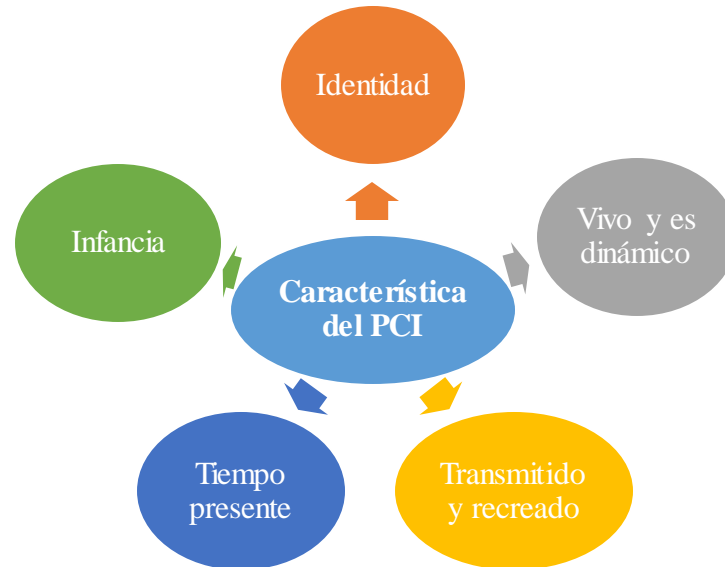 Identidad
Infancia
Vivo y es
dinámico
Característica
del PCI
Tiempo
presente
Transmitido
y recreado